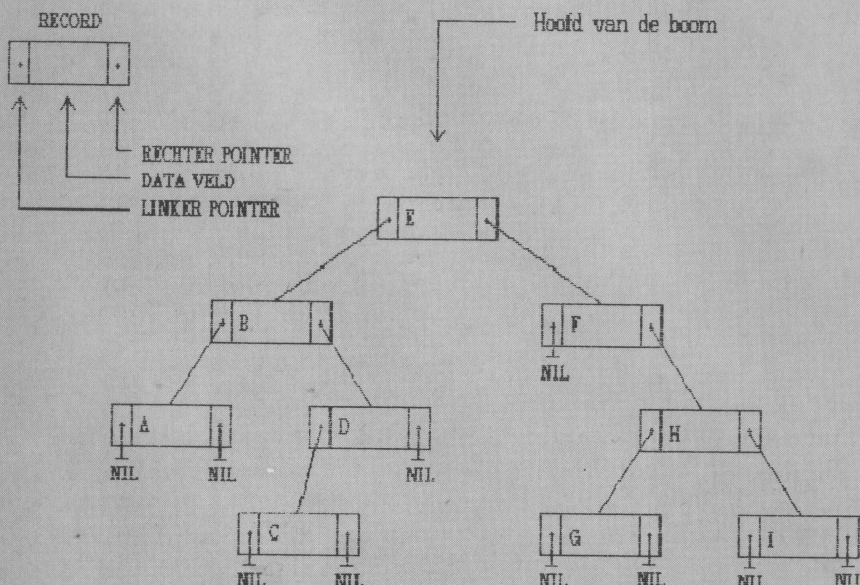 RECORD
Hoofd van de boom
RECHTER POINTER
DATA VELD
LINKER POINTER
E
B
F
NIL
A
D
H
NIL
NIL
NIL
C
G
I
NIL
NIL
NIL
NIL
NIL
NIL